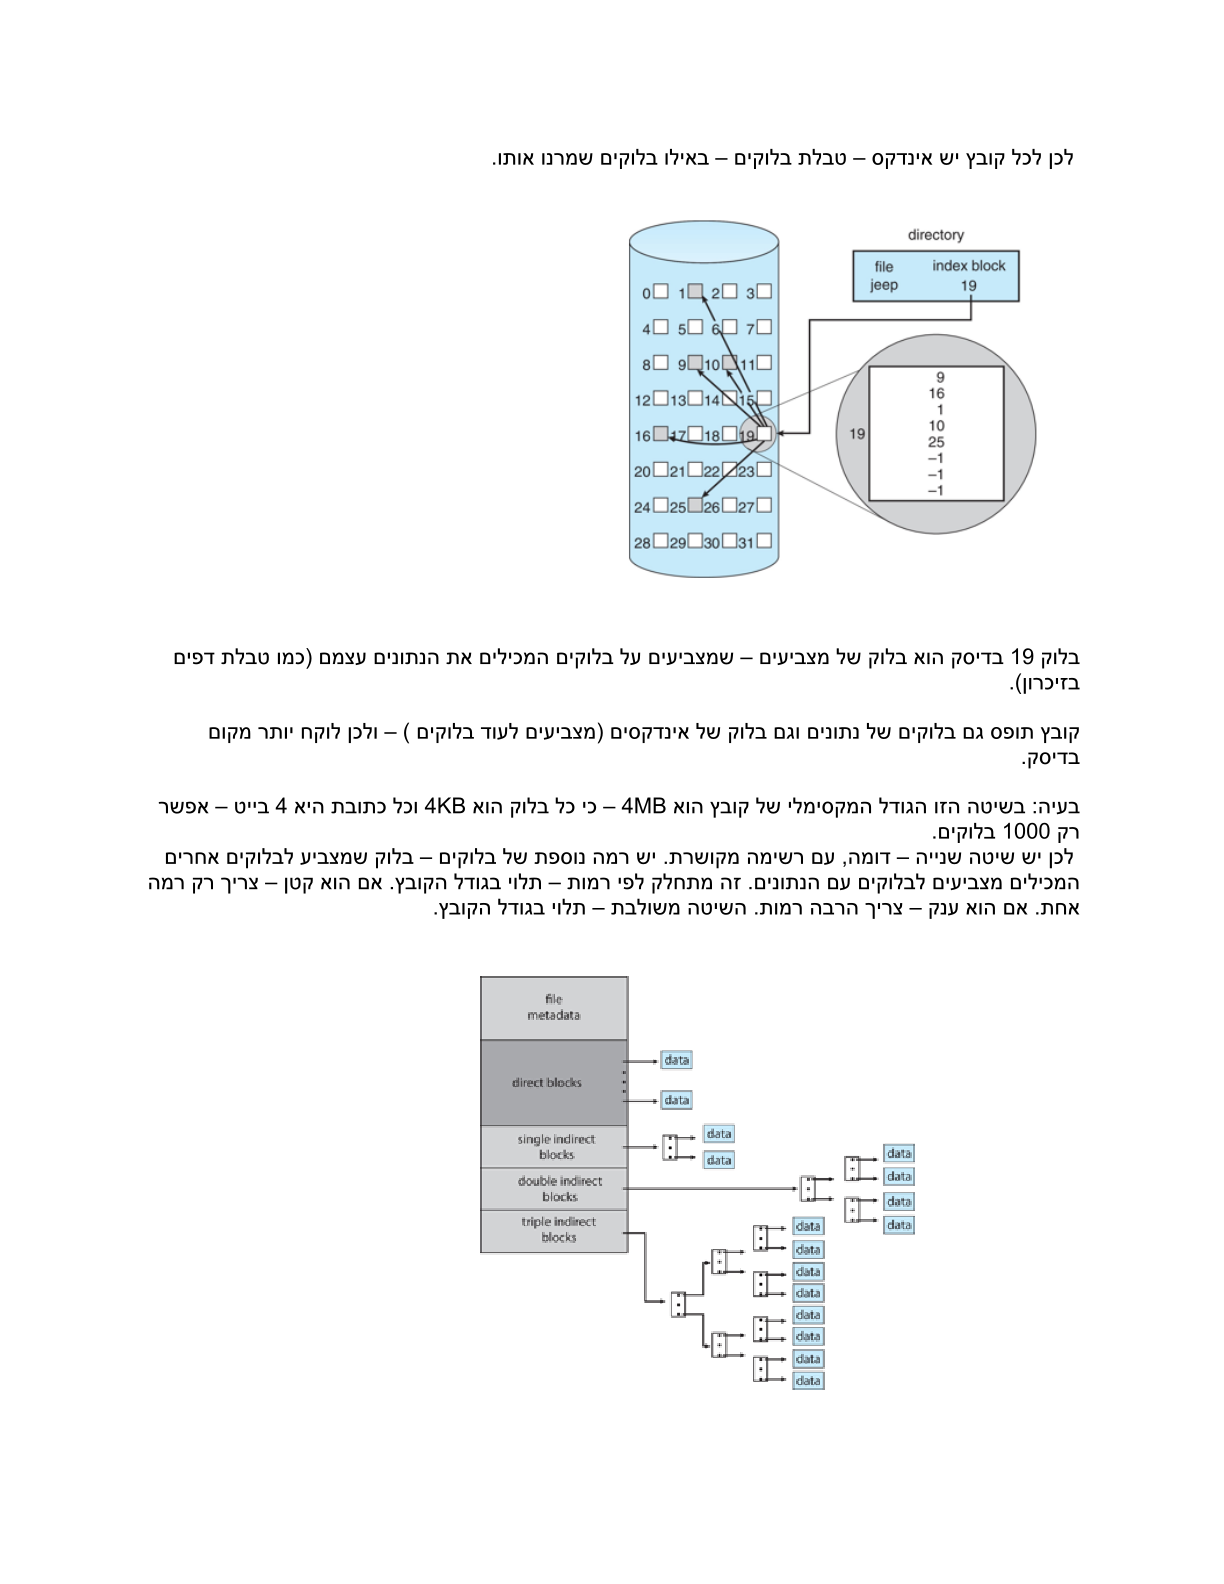 לכן לכל קובץ יש אינדקס – טבלת בלוקים – באילו בלוקים שמרנו אותו.
directory
file index block
jeep 19
0 1 2 3
4 5 6 7
8 9 10 11
12 13 14 15
16 17 18 19
20 21 22 23
24 25 26 27
28 29 30 31
19
9
16
1
10
25
–1
–1
–1
בלוק 19 בדיסק הוא בלוק של מצביעים – שמצביעים על בלוקים המכילים את הנתונים עצמם (כמו טבלת דפים
בזיכרון).
קובץ תופס גם בלוקים של נתונים וגם בלוק של אינדקסים (מצביעים לעוד בלוקים ) – ולכן לוקח יותר מקום
בדיסק.
בעיה: בשיטה הזו הגודל המקסימלי של קובץ הוא 4MB – כי כל בלוק הוא 4KB וכל כתובת היא 4 בייט – אפשר
רק 1000 בלוקים.
לכן יש שיטה שנייה – דומה, עם רשימה מקושרת. יש רמה נוספת של בלוקים – בלוק שמצביע לבלוקים אחרים
המכילים מצביעים לבלוקים עם הנתונים. זה מתחלק לפי רמות – תלוי בגודל הקובץ. אם הוא קטן – צריך רק רמה
אחת. אם הוא ענק – צריך הרבה רמות. השיטה משולבת – תלוי בגודל הקובץ.
file
metadata
direct blocks
data
data
single indirect
blocks
data
data
double indirect
blocks
data
data
data
data
triple indirect
blocks
data
data
data
data
data
data
data
data